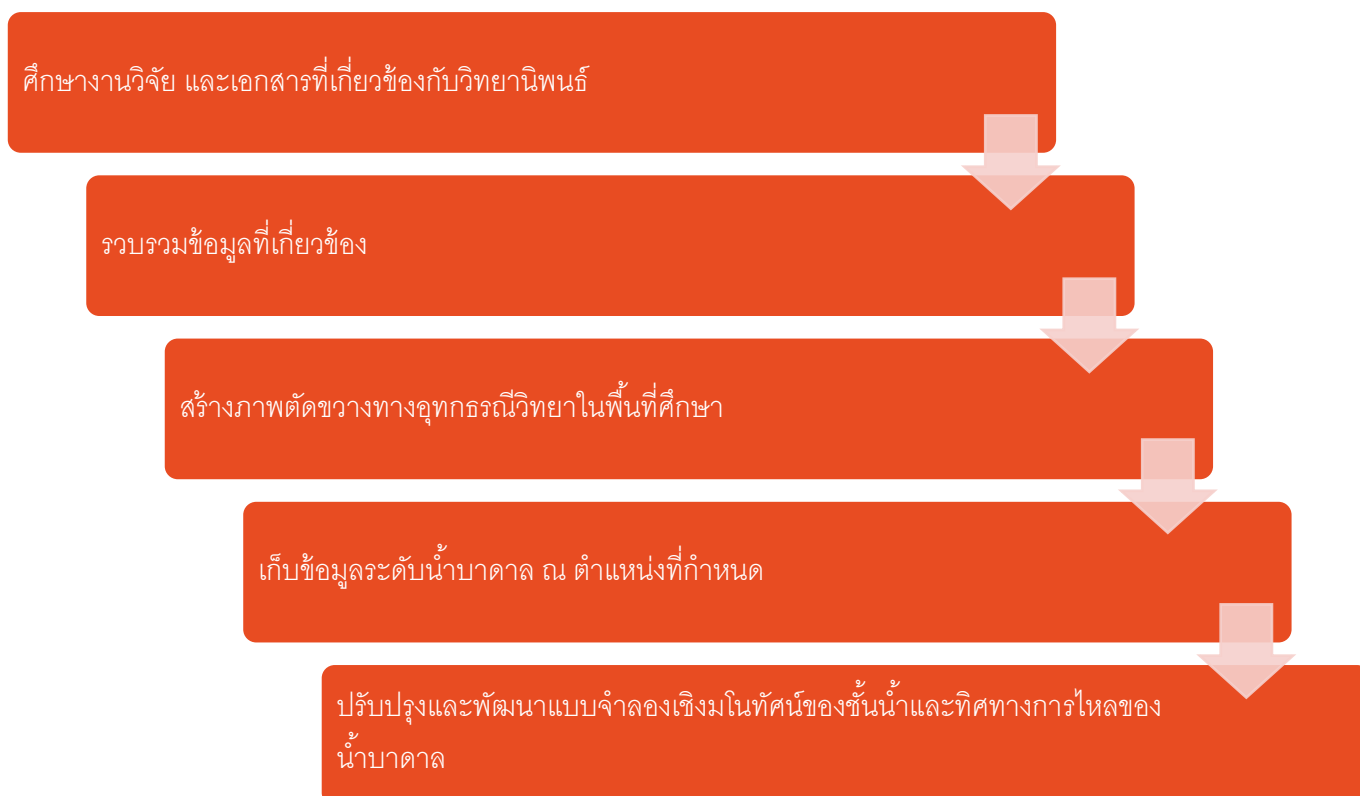 ศึกษางานวิจัย และเอกสารที่เกี่ยวข้องกับวิทยานิพนธ์
รวบรวมข้อมูลที่เกี่ยวข้อง
สร้างภาพตัดขวางทางอุทกธรณีวิทยาในพื้นที่ศึกษา
เก็บข้อมูลระดับน้ำบาดาล ณ ตำแหน่งที่กำหนด
ปรับปรุงและพัฒนาแบบจำลองเชิงมโนทัศน์ของชั้นน้ำและทิศทางการไหลของ
น้ำบาดาล